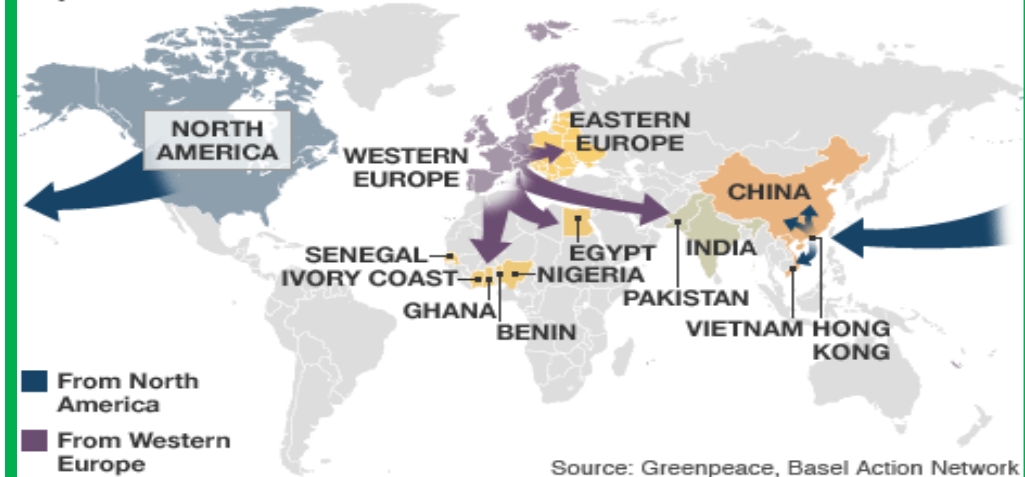 NORTH
AMERICA
WESTERN
EUROPE
EASTERN
EUROPE
CHINA
SENEGAL
IVORY COAST
GHANA
BENIN
EGYPT
NIGERIA
INDIA
PAKISTAN
VIETNAM
HONG
KONG
From North
America
From Western
Europe
Source: Greenpeace, Basel Action Network